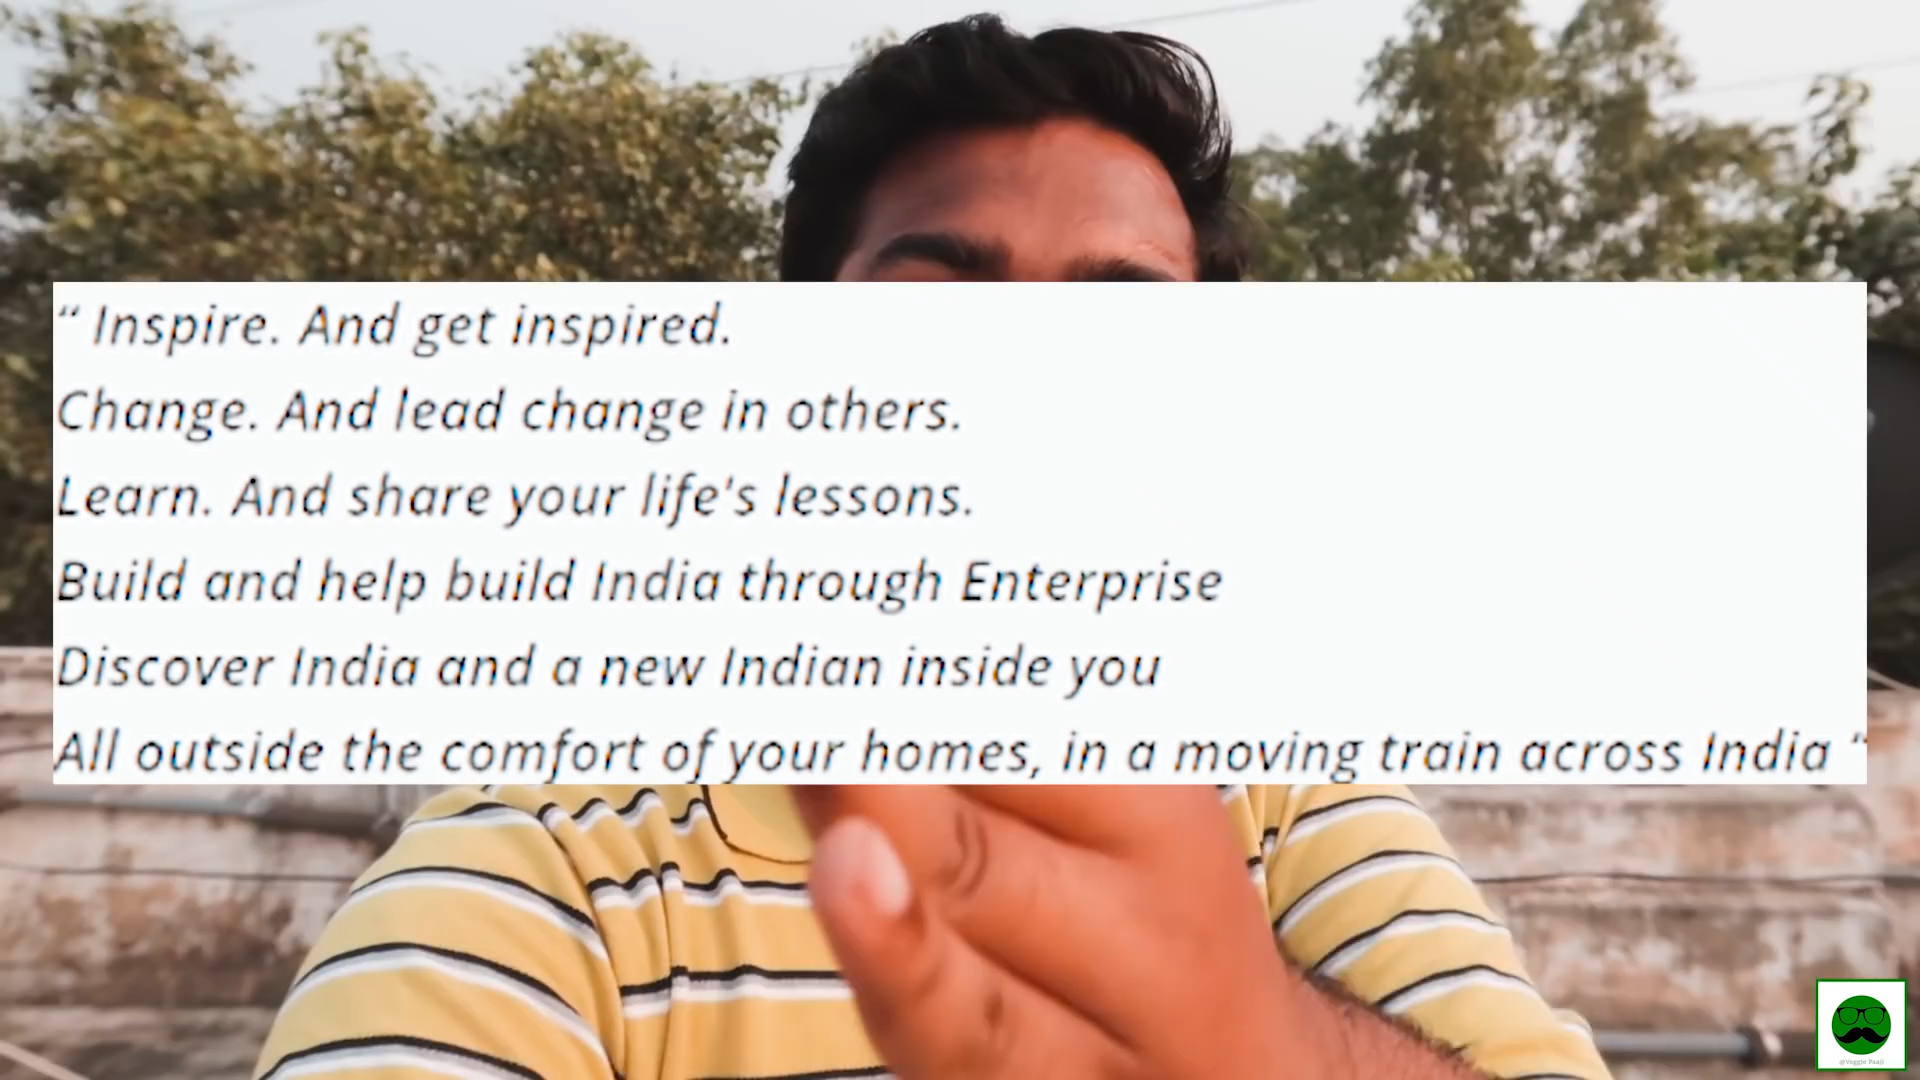 “ Inspire. And get inspired.
Change. And lead change in others.
Learn. And share your life's lessons.
Build and help build India through Enterprise
Discover India and a new Indian inside you
All outside the comfort of your homes, in a moving train across India “
@Veggie Paaji